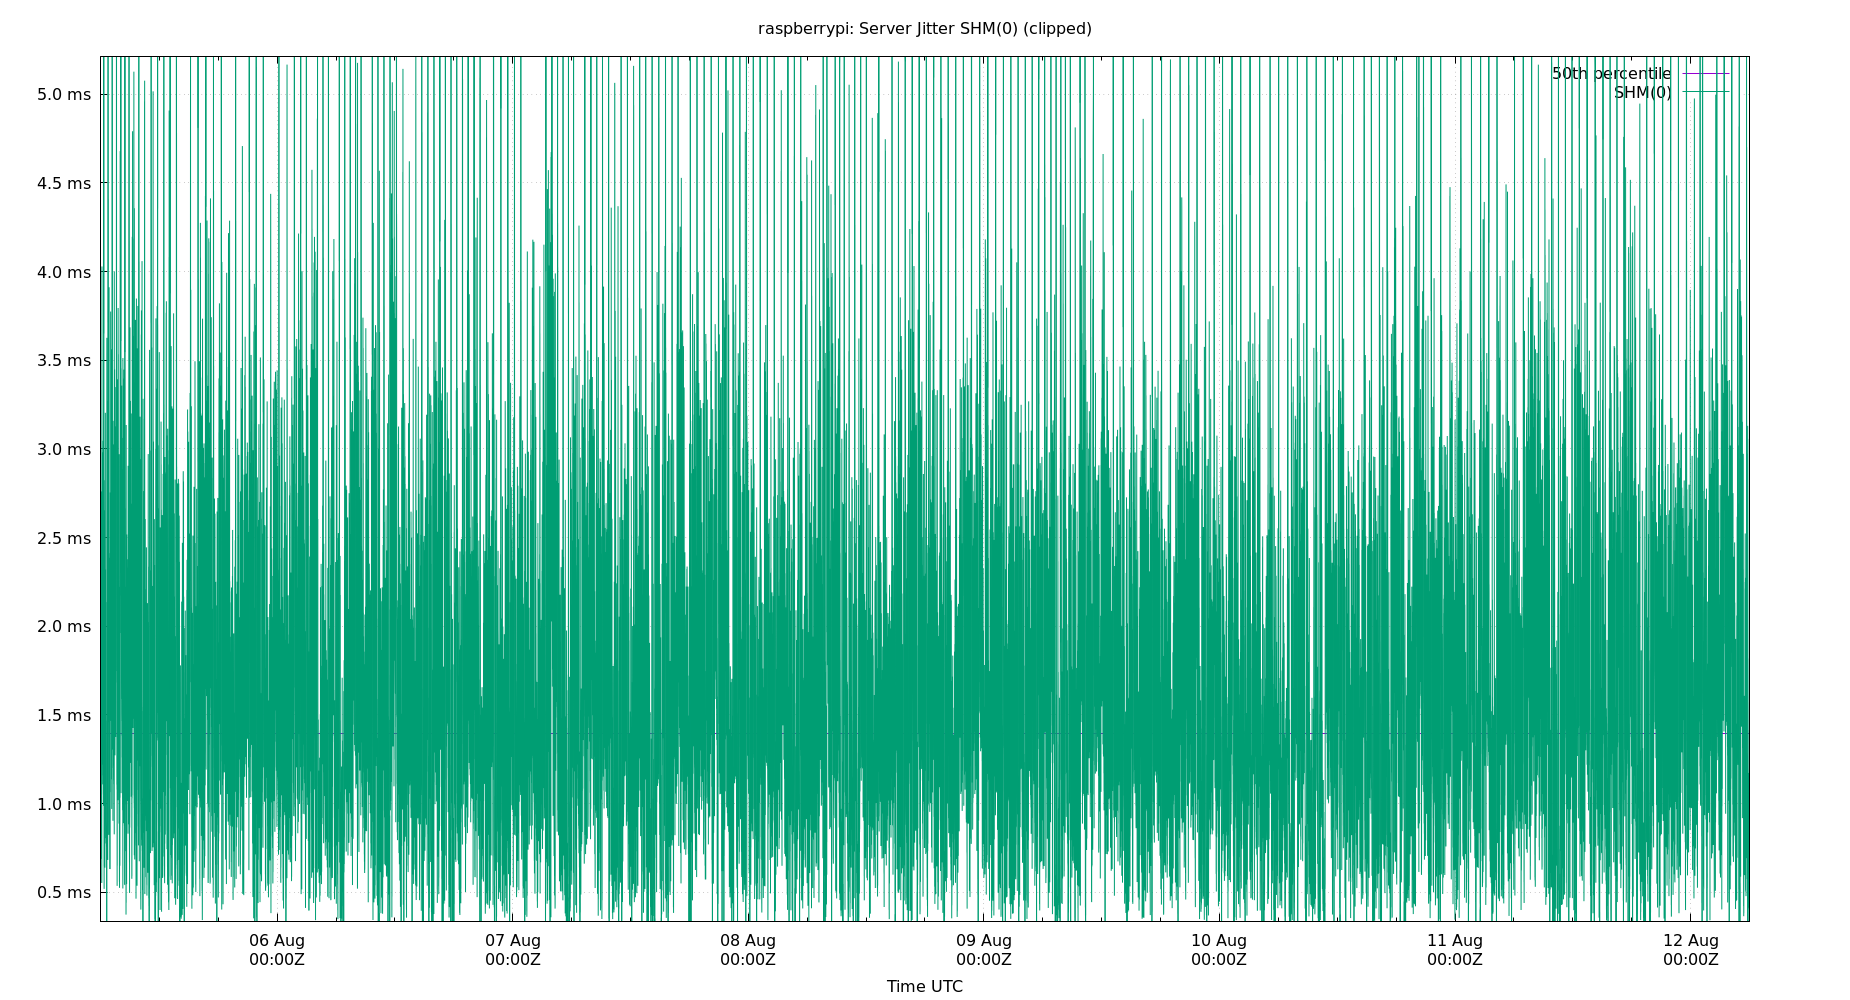 raspberrypi: Server Jitter SHM(0) (clipped)
50th percentile
SHM(0)
5.0 ms
4.5 ms
4.0 ms
3.5 ms
3.0 ms
2.5 ms
2.0 ms
1.5 ms
1.0 ms
0.5 ms
06 Aug 07 Aug 08 Aug 09 Aug 10 Aug 11 Aug 12 Aug
00:00Z 00:00Z 00:00Z 00:00Z 00:00Z 00:00Z 00:00Z
Time UTC